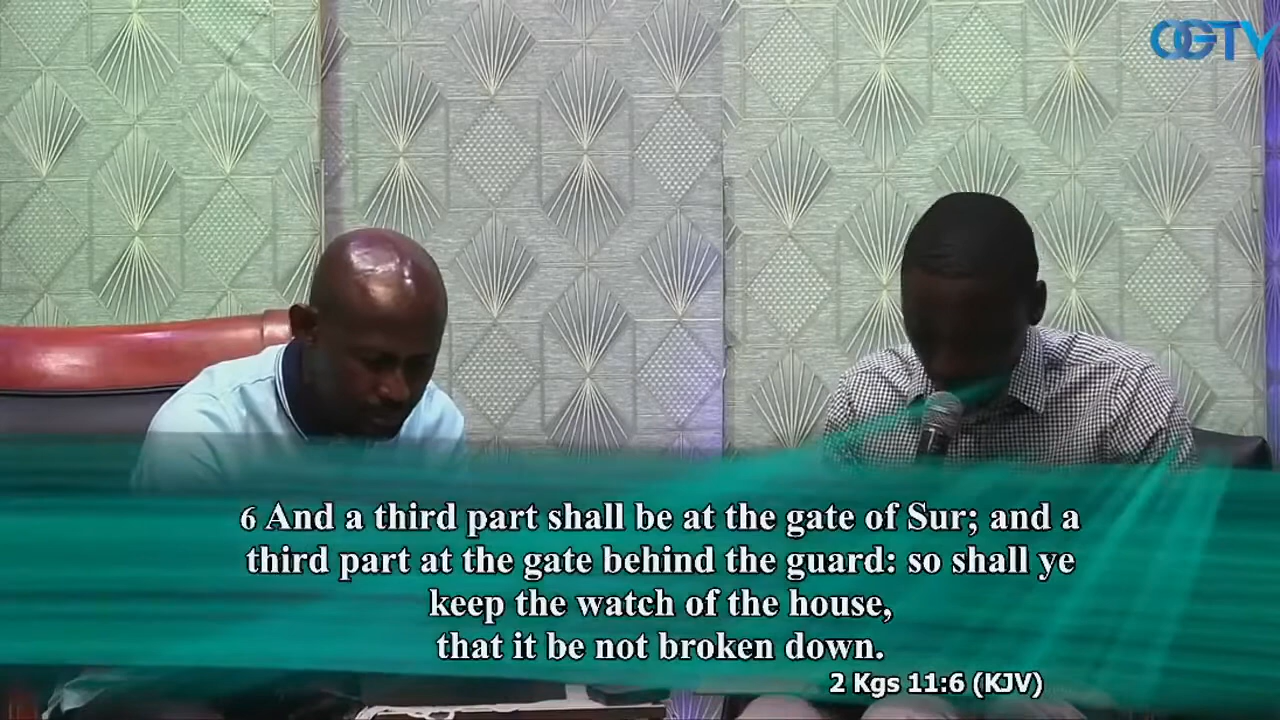 OGTV
6 And a third part shall be at the gate of Sur; and a
third part at the gate behind the guard: so shall ye
keep the watch of the house,
that it be not broken down.
2 Kgs 11:6 (KJV)